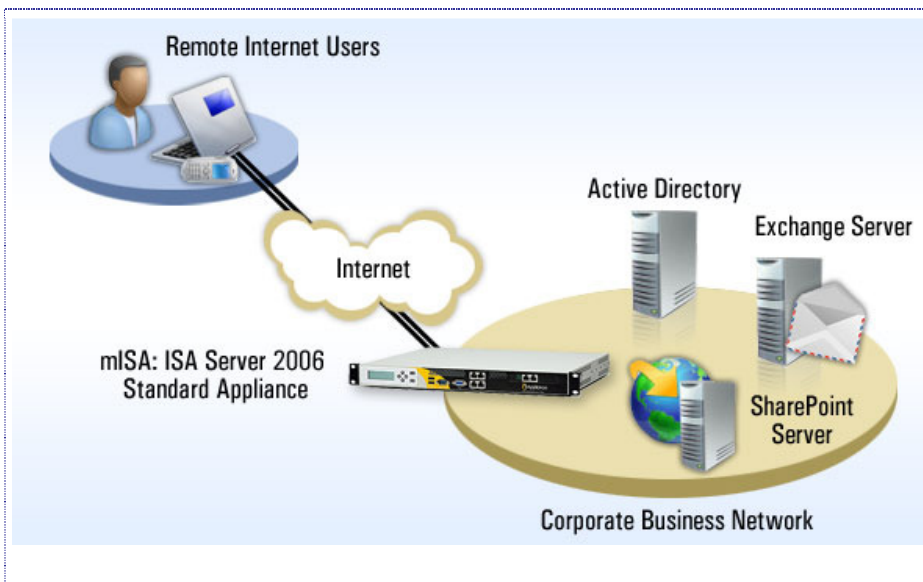 Remote Internet Users
Active Directory
Exchange Server
Internet
mISA: ISA Server 2006
Standard Appliance
SharePoint
Server
Corporate Business Network